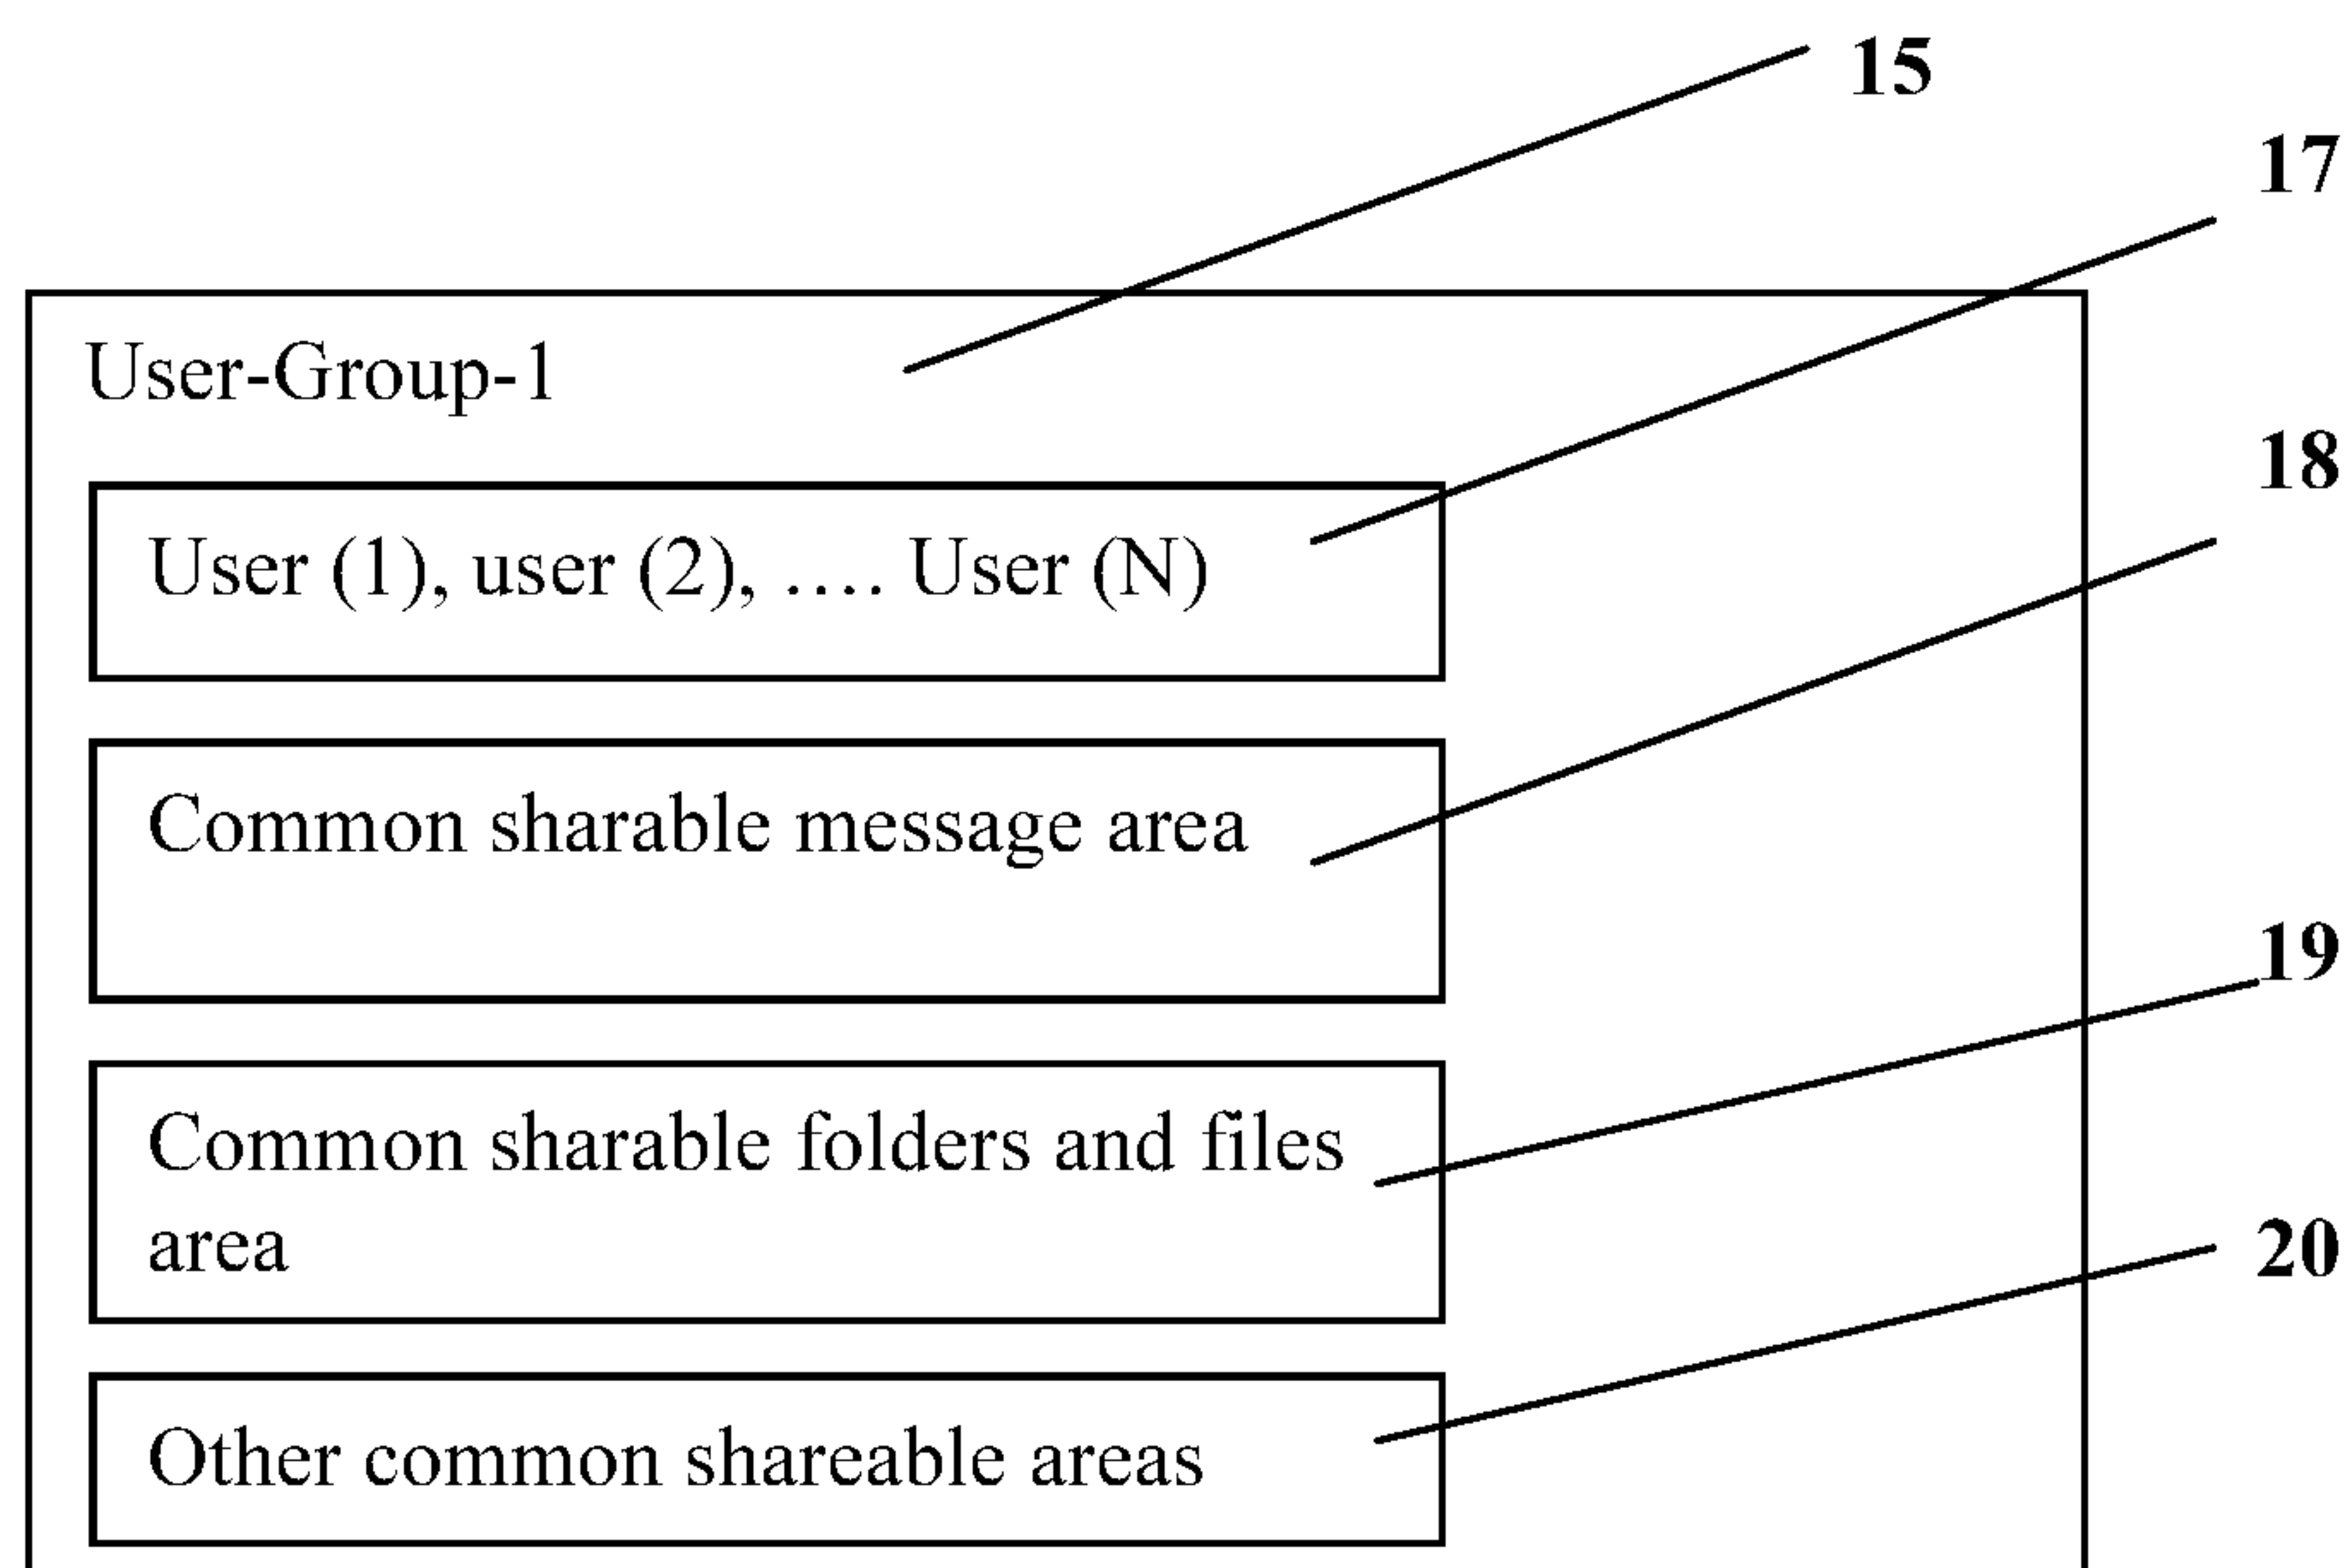 15
17
User-Group-1
18
User (1), user (2), .... User (N)
Common sharable message area
19
Common sharable folders and files
area
20
Other common shareable areas